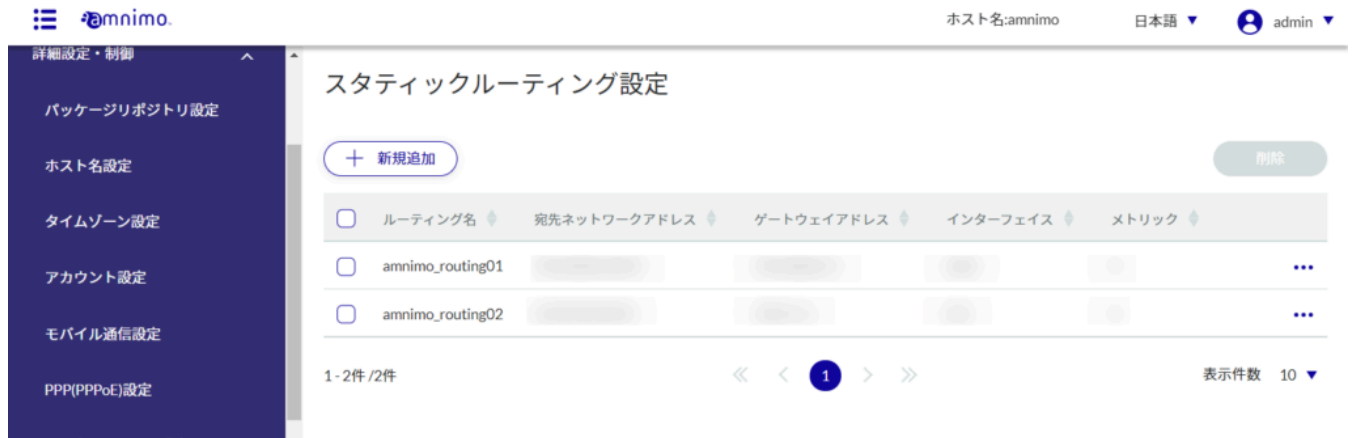 amnimo.
ホスト名:amnimo
日本語 ▼
admin ▼
詳細設定・制御
パッケージリポジトリ設定
ホスト名設定
タイムゾーン設定
アカウント設定
モバイル通信設定
PPP(PPPoE)設定
スタティックルーティング設定
+ 新規追加
削除
ルーティング名 宛先ネットワークアドレス ゲートウェイアドレス インターフェイス メトリック
amnimo_routing01 •••
amnimo_routing02 •••
1 - 2件 /2件
≪ < 1 > ≫
表示件数 10 ▼